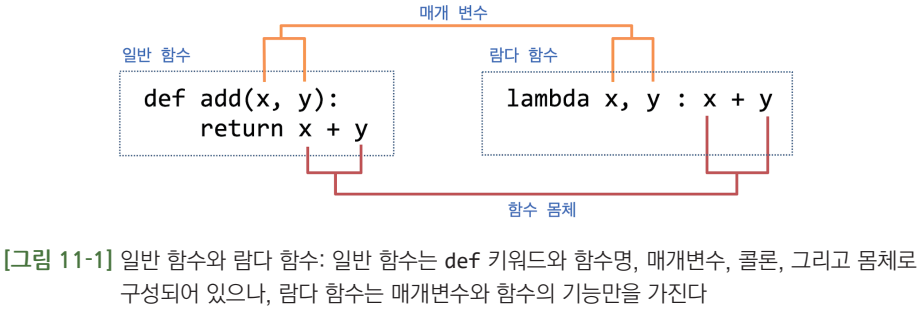 매개 변수
일반 함수
람다 함수
def add(x, y):
    return x + y
lambda x, y : x + y
함수 몸체
[그림 11-1] 일반 함수와 람다 함수: 일반 함수는 def 키워드와 함수명, 매개변수, 콜론, 그리고 몸체로
구성되어 있으나, 람다 함수는 매개변수와 함수의 기능만을 가진다